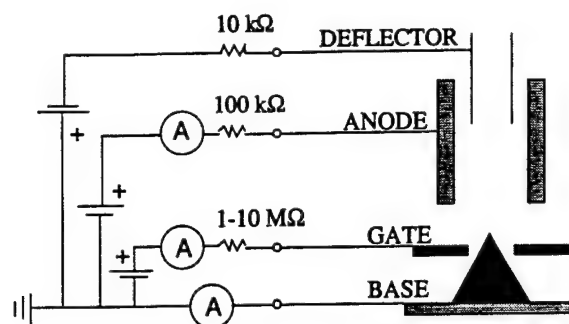 10 kΩ DEFLECTOR
+
A 100 kΩ ANODE
+
A 1-10 MΩ GATE
+
A BASE